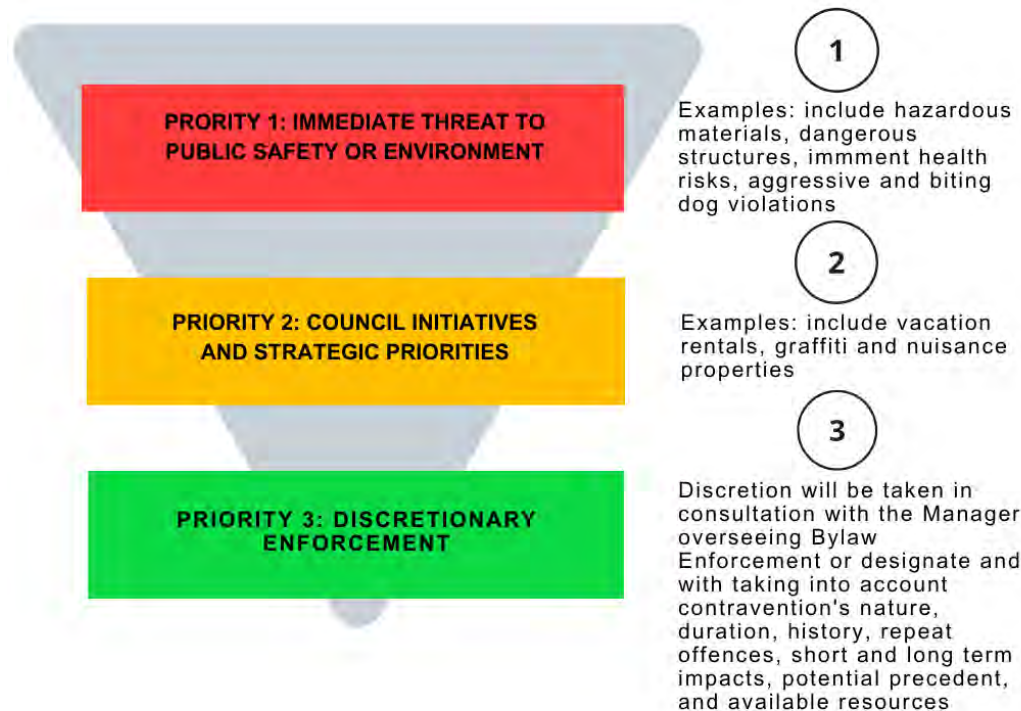 PRORITY 1: IMMEDIATE THREAT TO
PUBLIC SAFETY OR ENVIRONMENT
1
Examples: include hazardous
materials, dangerous
structures, immment health
risks, aggressive and biting
dog violations
PRIORITY 2: COUNCIL INITIATIVES
AND STRATEGIC PRIORITIES
2
Examples: include vacation
rentals, graffiti and nuisance
properties
PRIORITY 3: DISCRETIONARY
ENFORCEMENT
3
Discretion will be taken in
consultation with the Manager
overseeing Bylaw
Enforcement or designate and
with taking into account
contravention's nature,
duration, history, repeat
offences, short and long term
impacts, potential precedent,
and available resources